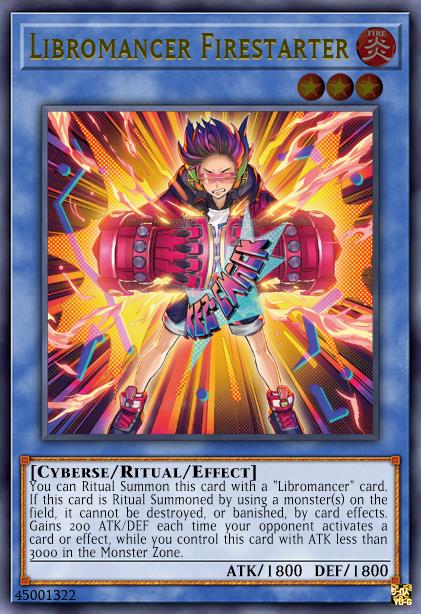 Libromancer Firestarter
FIRE
炎
KER-SMACK
[Cyberse/Ritual/Effect]
You can Ritual Summon this card with a "Libromancer" card.
If this card is Ritual Summoned by using a monster(s) on the
field, it cannot be destroyed, or banished, by card effects.
Gains 200 ATK/DEF each time your opponent activates a
card or effect, while you control this card with ATK less than
3000 in the Monster Zone.
ATK/1800 DEF/1800
45001322